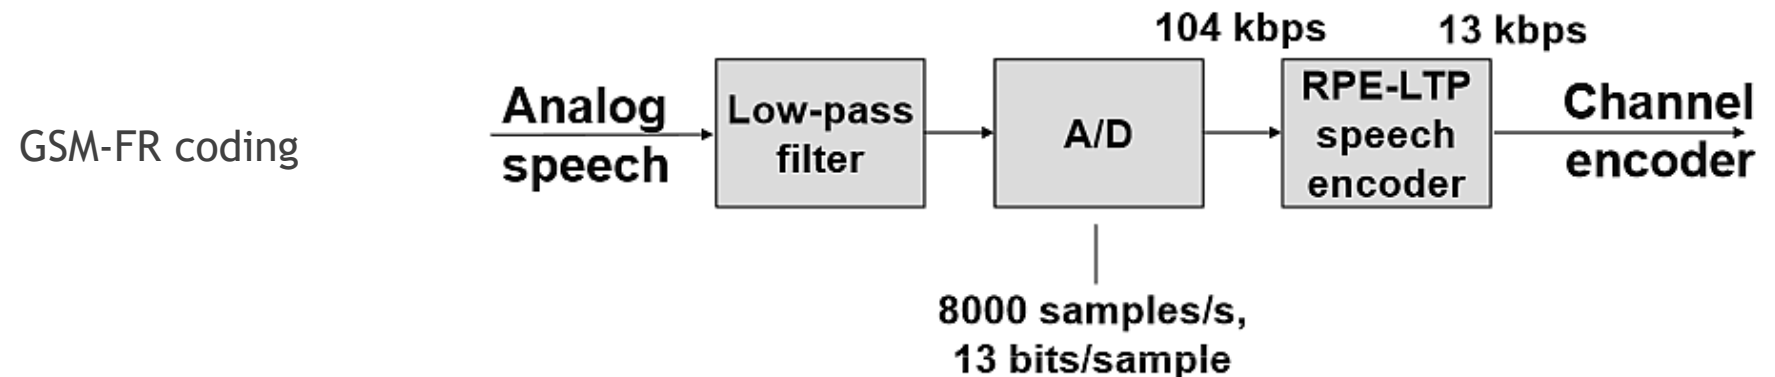 104 kbps
13 kbps
GSM-FR coding
Analog
speech
Low-pass
filter
A/D
RPE-LTP
speech
encoder
Channel
encoder
8000 samples/s,
13 bits/sample